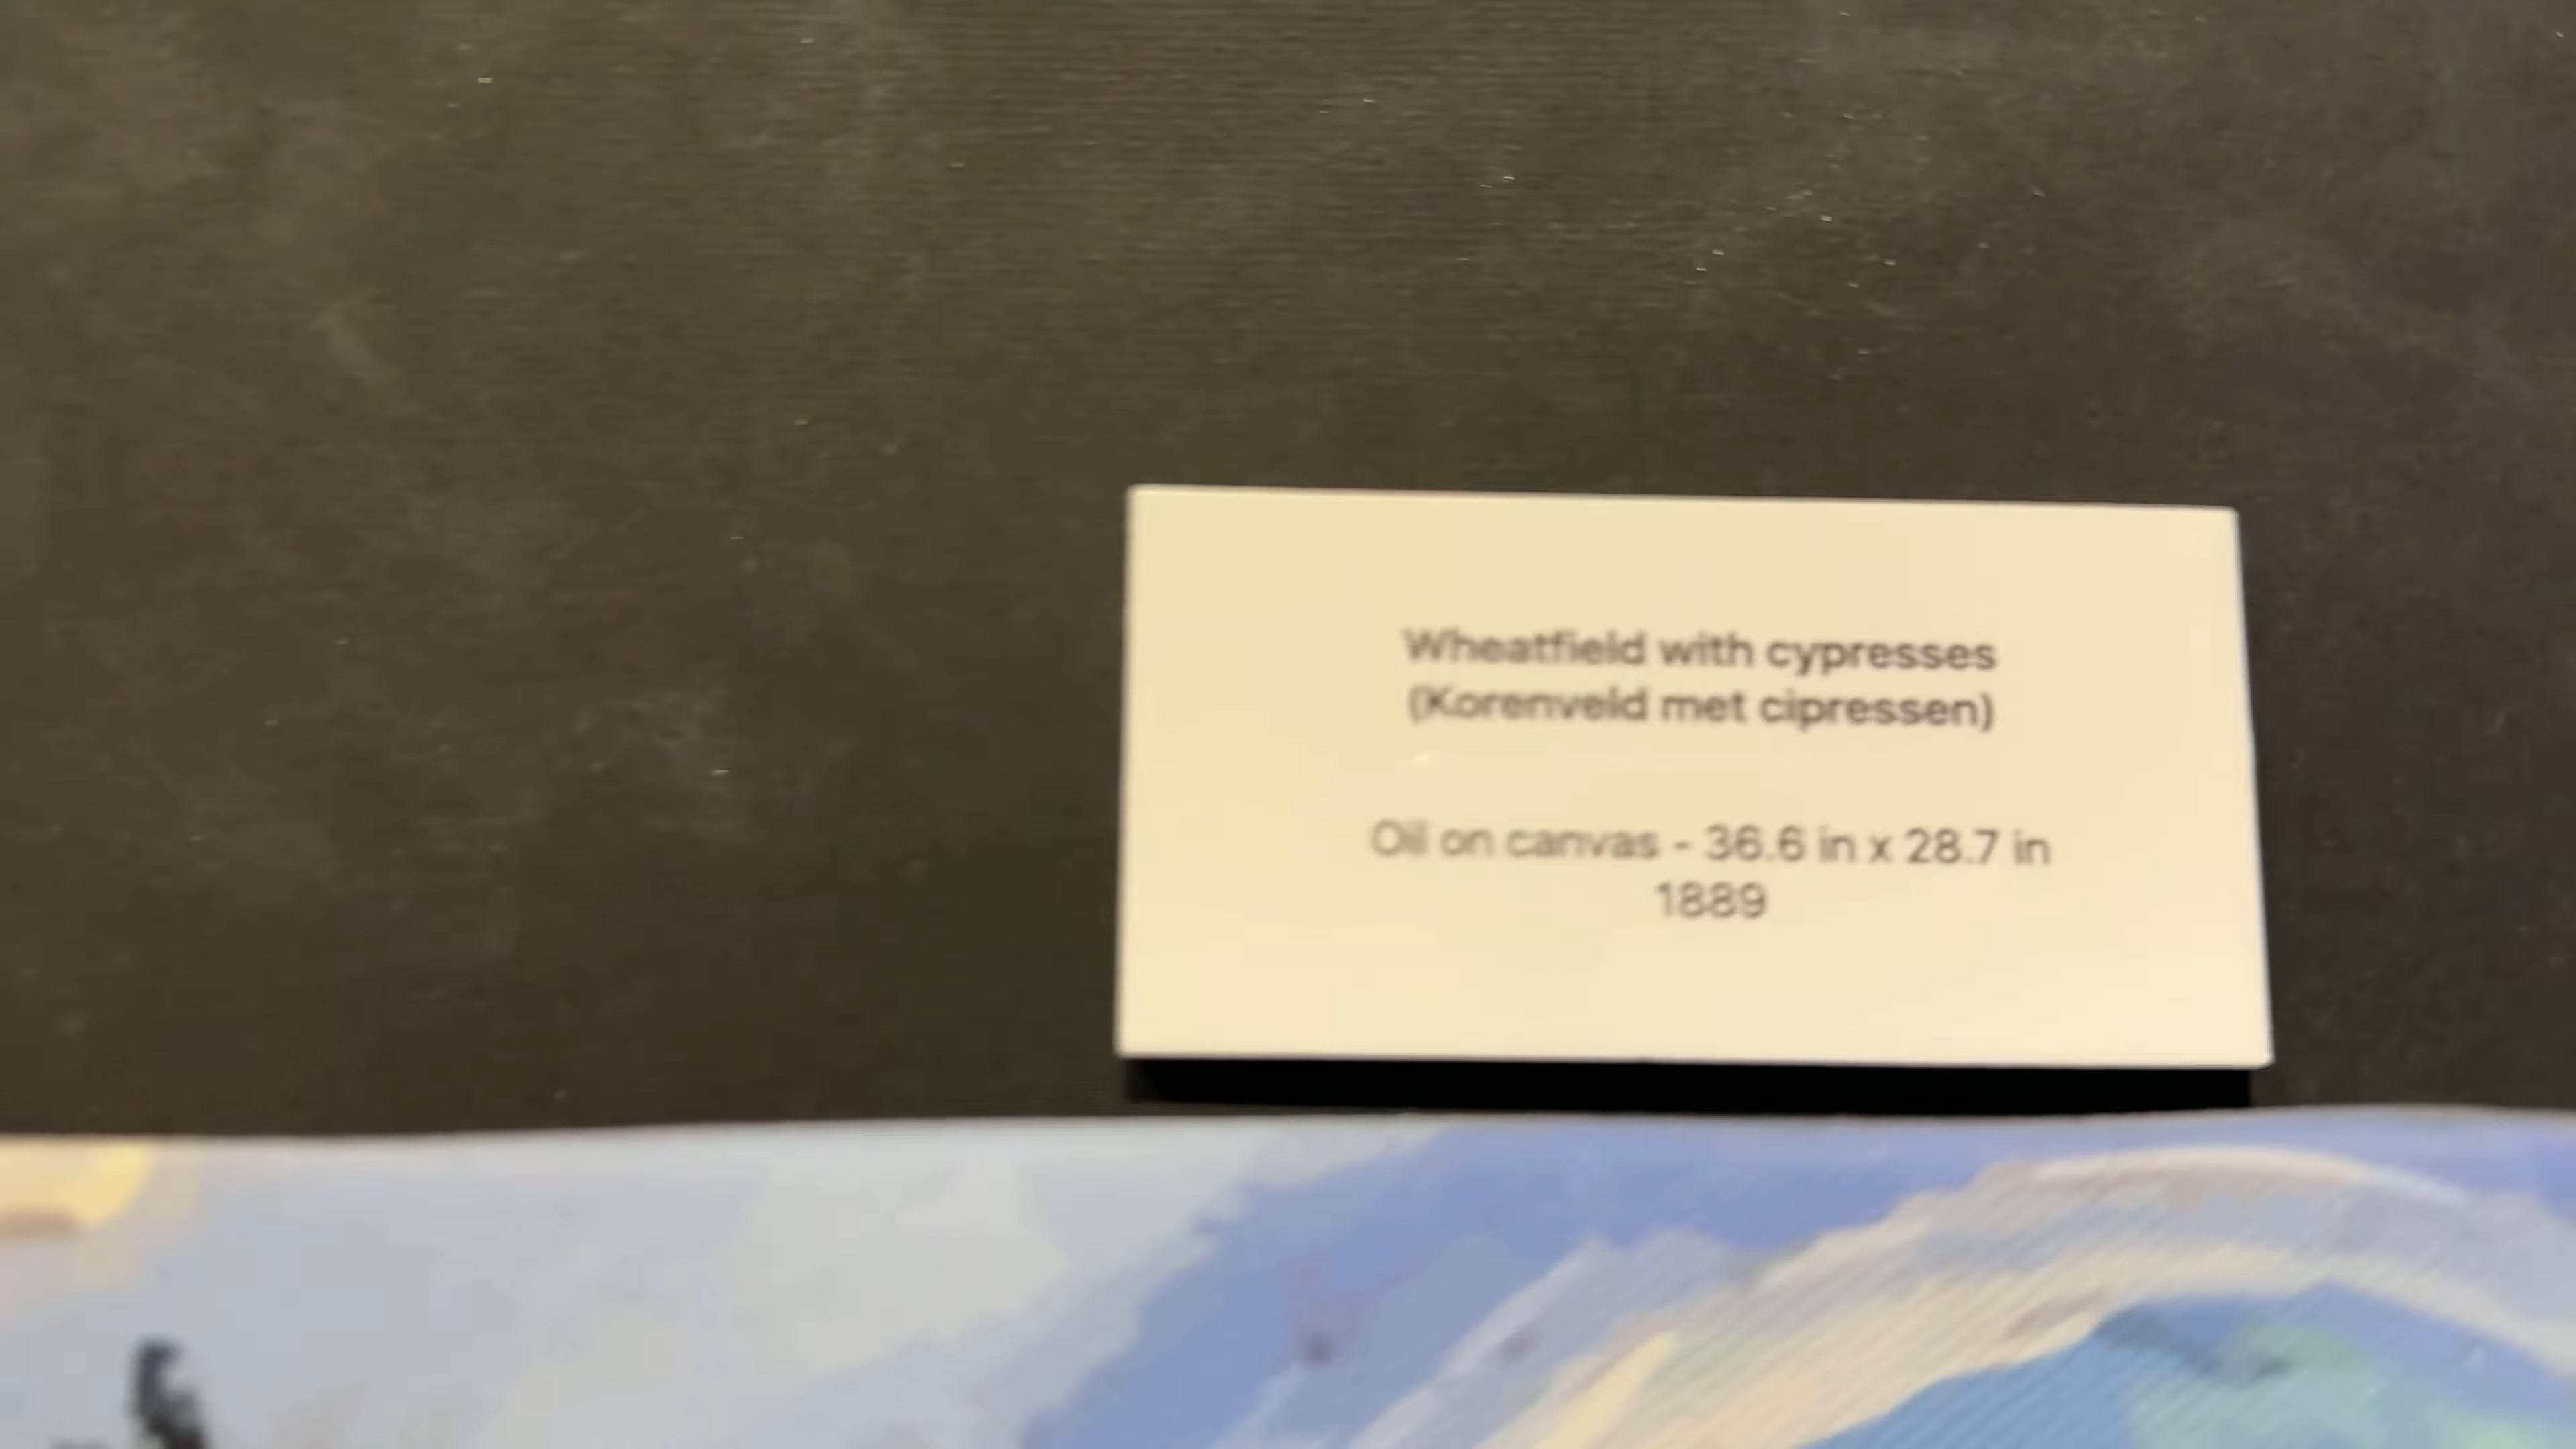 Wheatfield with cypresses
(Korenveld met cipressen)
Oil on canvas - 36.6 in x 28.7 in
1889